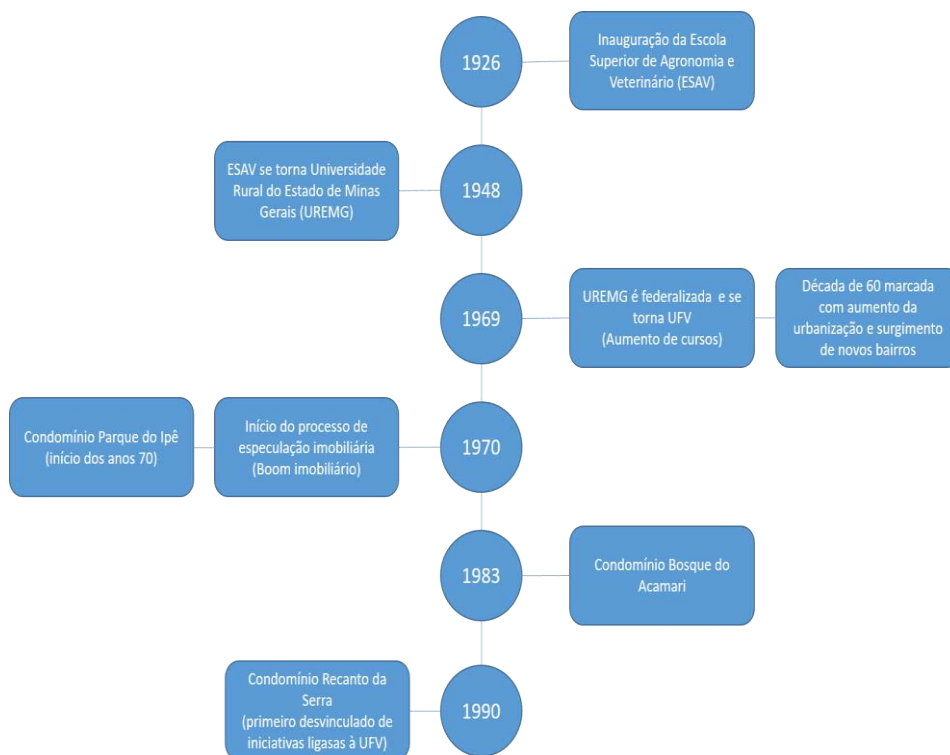 1926
Inauguração da Escola
Superior de Agronomia e
Veterinário (ESAV)
ESAV se torna Universidade
Rural do Estado de Minas
Gerais (UREMG)
1948
1969
UREMG é federalizada e se
torna UFV
(Aumento de cursos)
Década de 60 marcada
com aumento da
urbanização e surgimento
de novos bairros
Condomínio Parque do Ipê
(início dos anos 70)
Início do processo de
especulação imobiliária
(Boom imobiliário)
1970
1983
Condomínio Bosque do
Acamari
Condomínio Recanto da
Serra
(primeiro desvinculado de
iniciativas ligasas à UFV)
1990